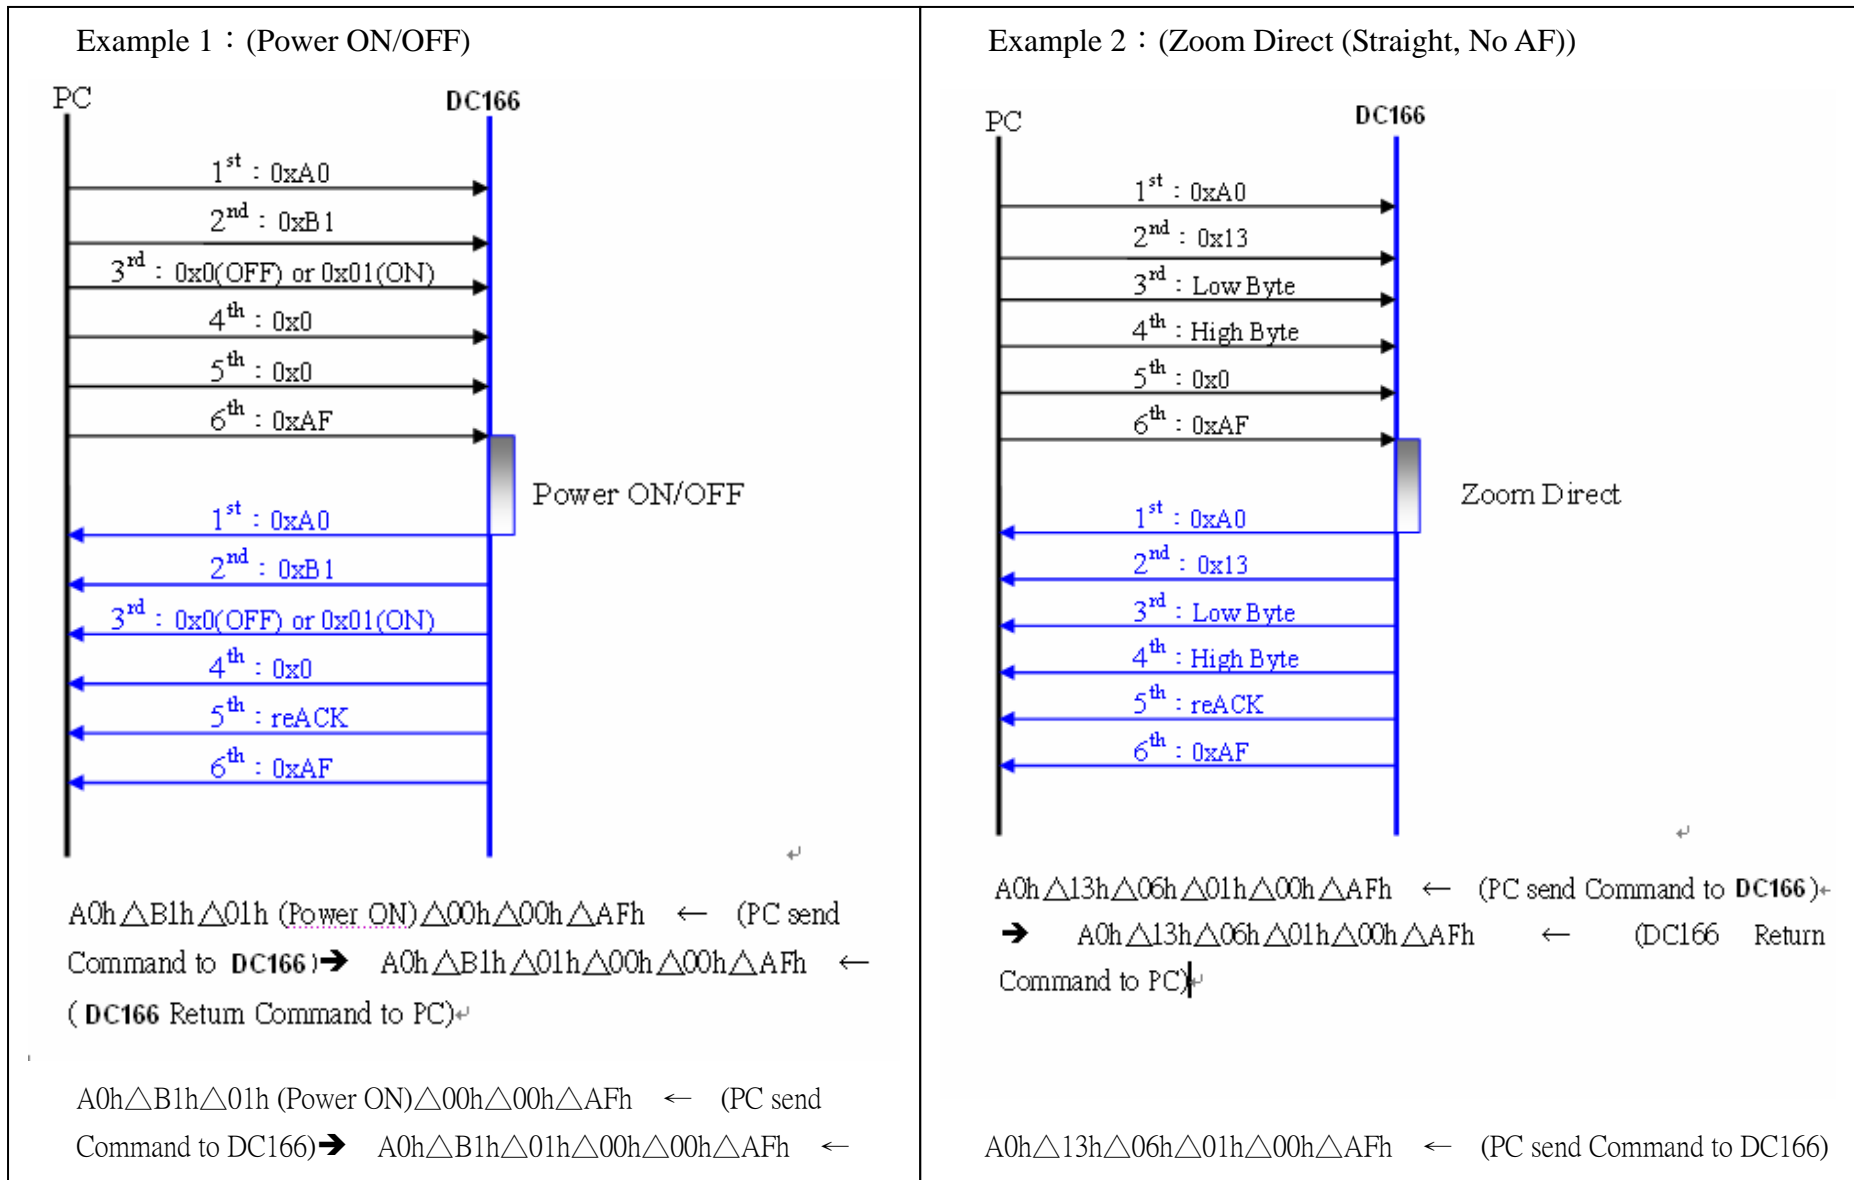 Example 1：(Power ON/OFF)
PC
DC166
1st : 0xA0
2nd : 0xB1
3rd : 0x0(OFF) or 0x01(ON)
4th : 0x0
5th : 0x0
6th : 0xAF
Power ON/OFF
1st : 0xA0
2nd : 0xB1
3rd : 0x0(OFF) or 0x01(ON)
4th : 0x0
5th : reACK
6th : 0xAF
A0h△B1h△01h (Power ON)△00h△00h△AFh ← (PC send
Command to DC166)➔ A0h△B1h△01h△00h△00h△AFh ←
( DC166 Return Command to PC)↵
A0h△B1h△01h (Power ON)△00h△00h△AFh ← (PC send
Command to DC166)➔ A0h△B1h△01h△00h△00h△AFh ←
Example 2：(Zoom Direct (Straight, No AF))
PC
DC166
1st : 0xA0
2nd : 0x13
3rd : Low Byte
4th : High Byte
5th : 0x0
6th : 0xAF
Zoom Direct
1st : 0xA0
2nd : 0x13
3rd : Low Byte
4th : High Byte
5th : reACK
6th : 0xAF
A0h△13h△06h△01h△00h△AFh ← (PC send Command to DC166)↵
➔ A0h△13h△06h△01h△00h△AFh ← (DC166 Return
Command to PC)↵
A0h△13h△06h△01h△00h△AFh ← (PC send Command to DC166)